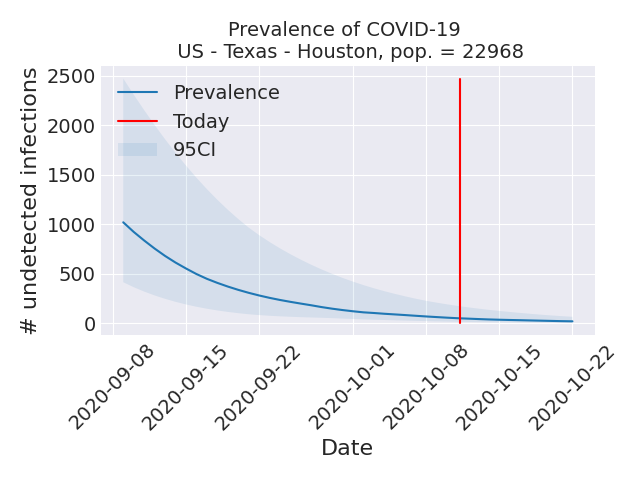 Prevalence of COVID-19
US - Texas - Houston, pop. = 22968
# undetected infections
2500
2000
1500
1000
500
0
Prevalence
Today
95CI
2020-09-08
2020-09-15
2020-09-22
2020-10-01
2020-10-08
2020-10-15
2020-10-22
Date